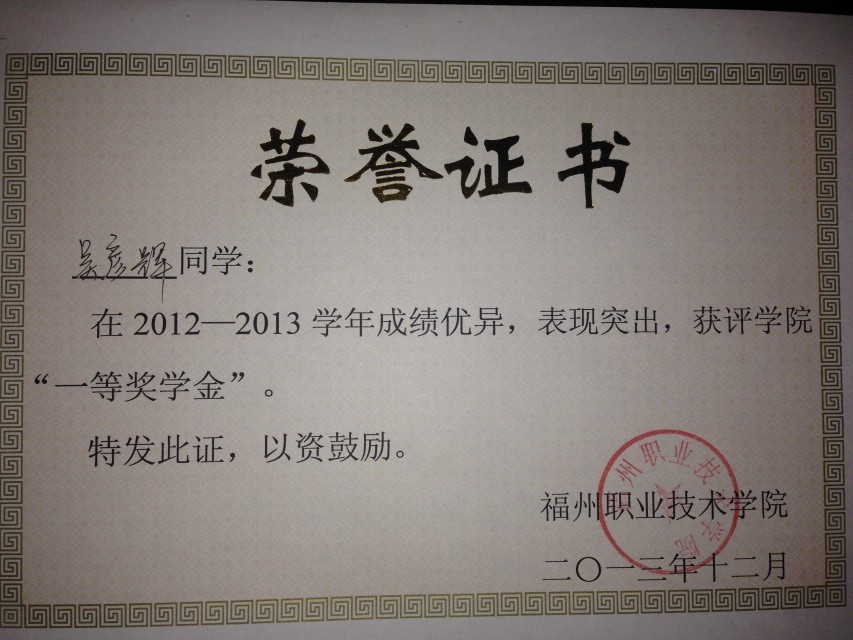 荣誉证书
吴彦辉同学：
在 2012—2013 学年成绩优异，表现突出，获评学院
“一等奖学金”。
特发此证，以资鼓励。
福州职业技术学院
二〇一三年十二月
州职业技术学院